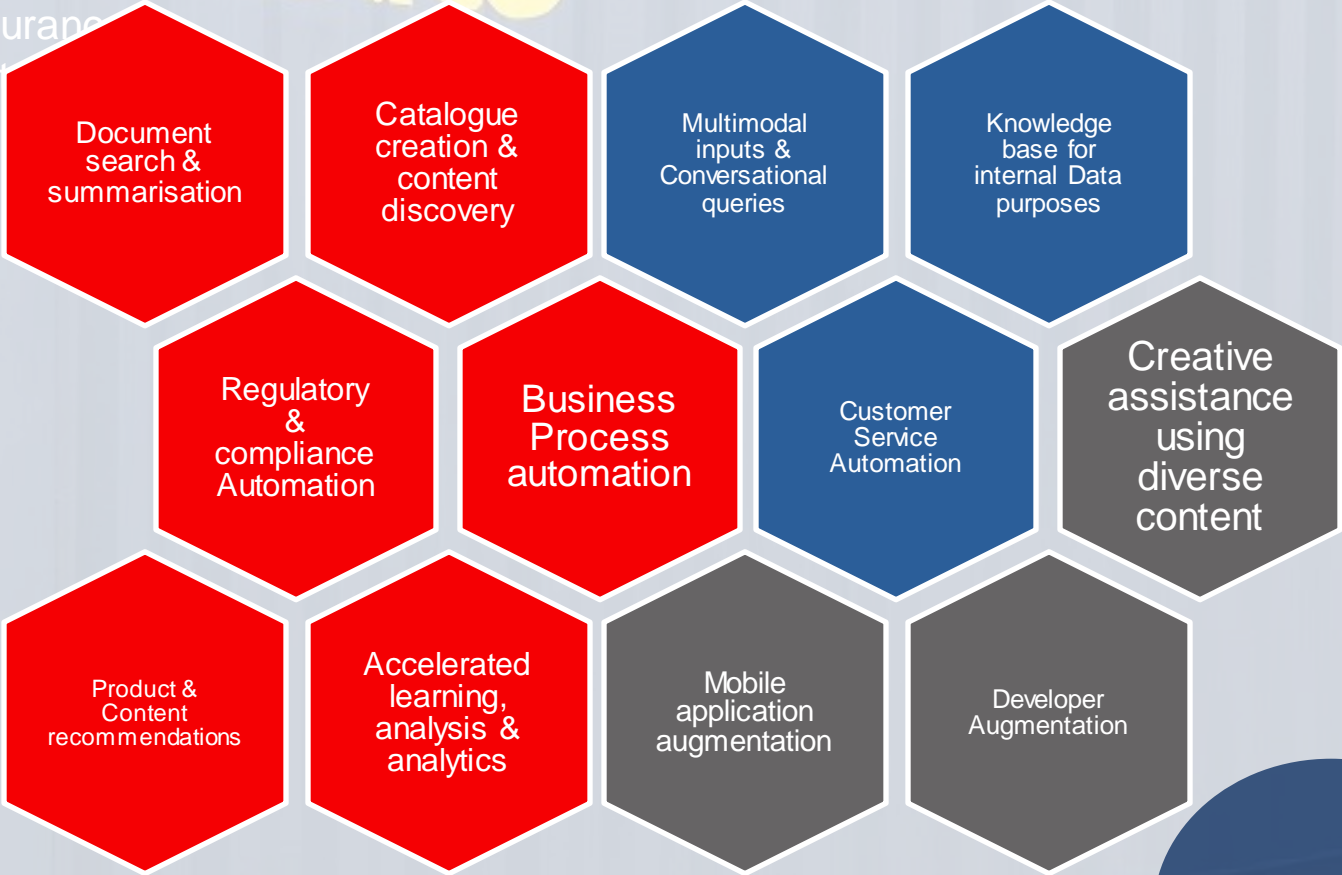 Document
search &
summarisation
Catalogue
creation &
content
discovery
Multimodal
inputs &
Conversational
queries
Knowledge
base for
internal Data
purposes
Regulatory
&
compliance
Automation
Business
Process
automation
Customer
Service
Automation
Creative
assistance
using
diverse
content
Product &
Content
recommendations
Accelerated
learning,
analysis &
analytics
Mobile
application
augmentation
Developer
Augmentation